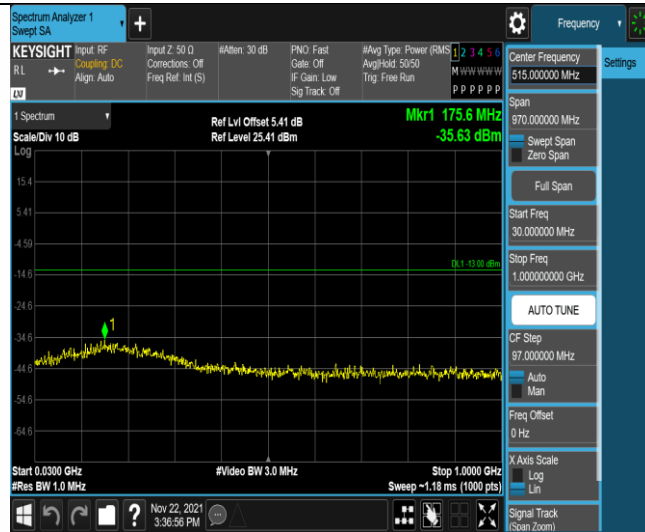 Spectrum Analyzer 1
Swept SA
+
Frequency
KEYSIGHT
Input: RF
Input Z: 50 Ω
#Atten: 30 dB
PNO: Fast
#Avg Type: Power (RMS
1 2 3 4 5 6
R L
Coupling: DC
Corrections: Off
Gate: Off
Avg|Hold: 50/50
M W W W W W
Align: Auto
Freq Ref: Int (S)
IF Gain: Low
Trig: Free Run
Sig Track: Off
P P P P P P
LXI
1 Spectrum
Ref Lvl Offset 5.41 dB
Mkr1 175.6 MHz
Scale/Div 10 dB
Ref Level 25.41 dBm
-35.63 dBm
Log
15.4
5.41
-4.59
DL1 -13.00 dBm
-14.6
-24.6
1
-34.6
-44.6
-54.6
-64.6
Start 0.0300 GHz
#Video BW 3.0 MHz
Stop 1.0000 GHz
#Res BW 1.0 MHz
Sweep ~1.18 ms (1000 pts)
?
Nov 22, 2021
3:36:56 PM
Center Frequency
515.000000 MHz
Settings
Span
970.000000 MHz
Swept Span
Zero Span
Full Span
Start Freq
30.000000 MHz
Stop Freq
1.000000000 GHz
AUTO TUNE
CF Step
97.000000 MHz
Auto
Man
Freq Offset
0 Hz
X Axis Scale
Log
Lin
Signal Track
(Span Zoom)